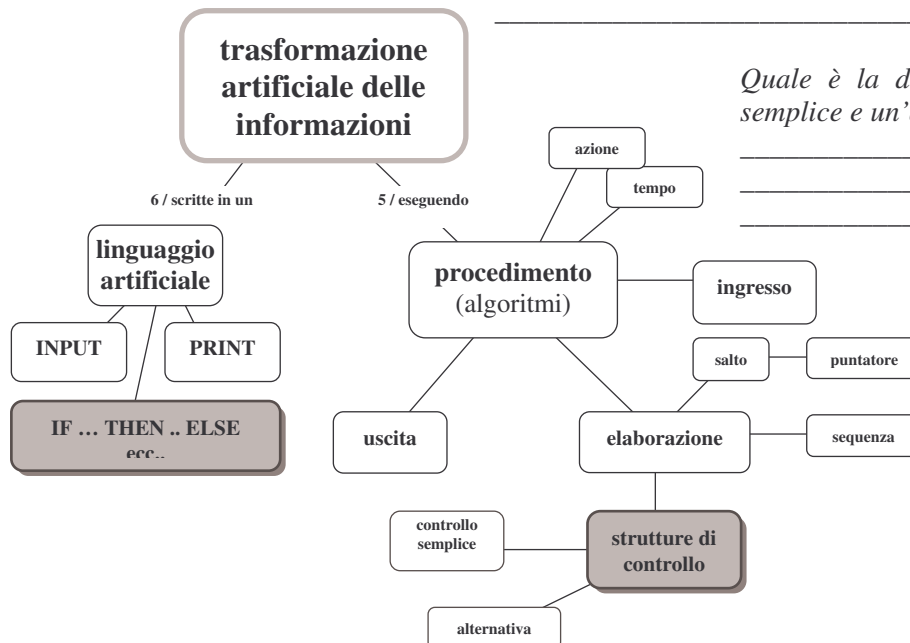 trasformazione
artificiale delle
informazioni
Quale è la d
semplice e un'
azione
tempo
6 / scritte in un
5 / eseguendo
linguaggio
artificiale
procedimento
(algoritmi)
ingresso
INPUT
PRINT
salto
puntatore
IF … THEN .. ELSE
ecc..
uscita
elaborazione
sequenza
controllo
semplice
strutture di
controllo
alternativa